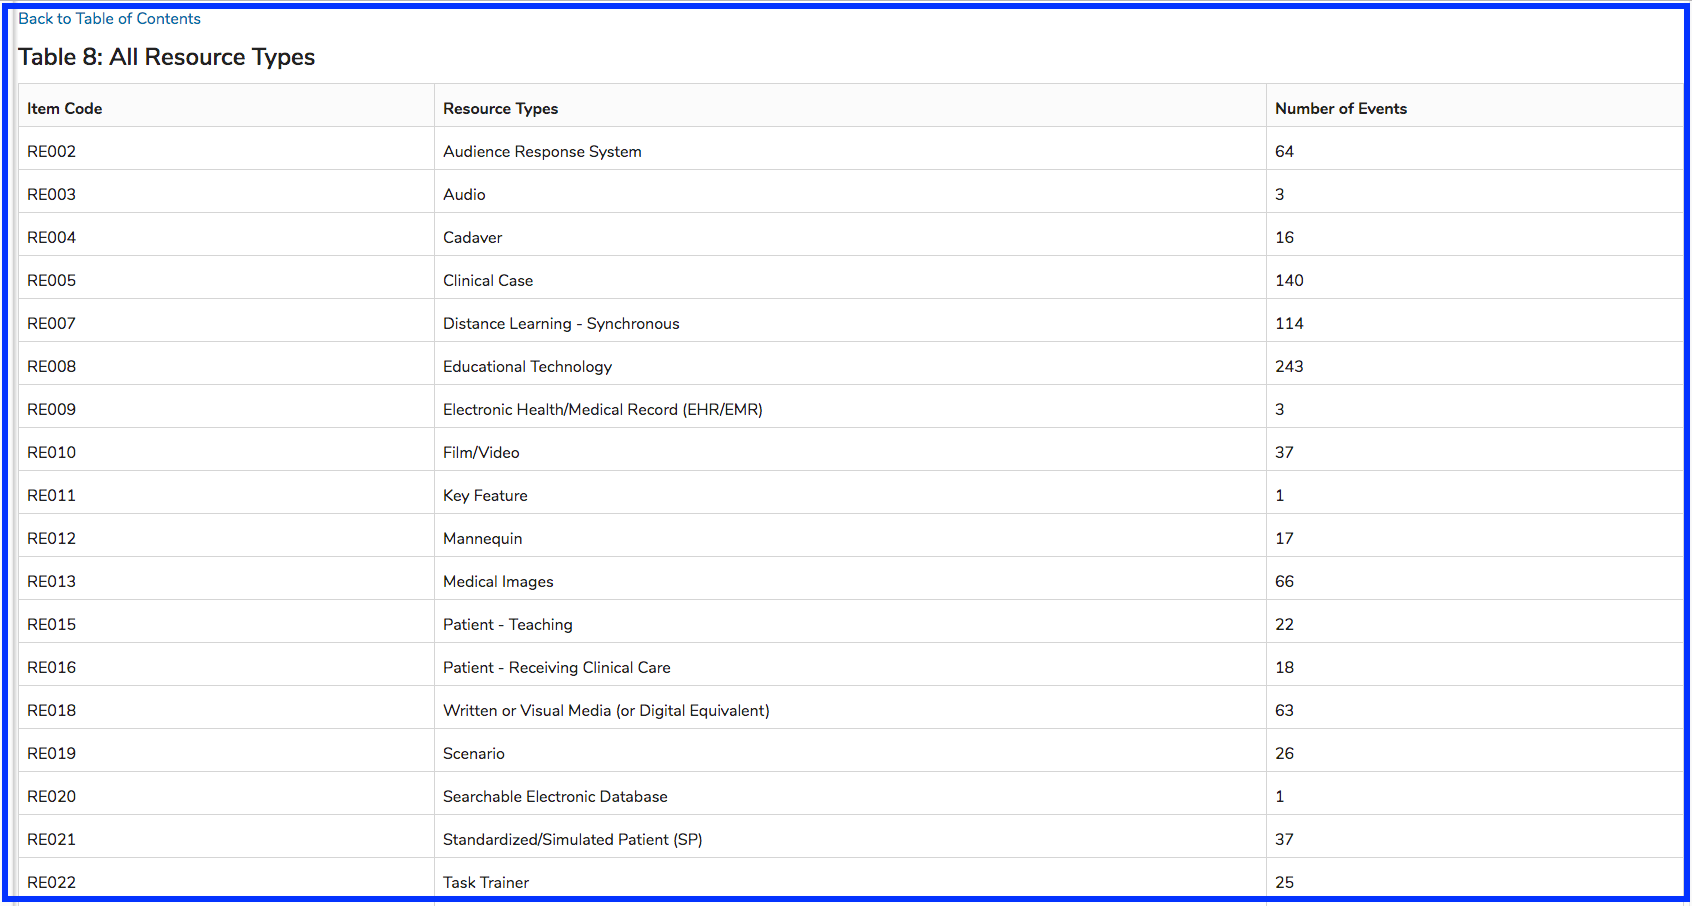 Back to Table of Contents
Table 8: All Resource Types
Item Code Resource Types Number of Events
RE002 Audience Response System 64
RE003 Audio 3
RE004 Cadaver 16
RE005 Clinical Case 140
RE007 Distance Learning - Synchronous 114
RE008 Educational Technology 243
RE009 Electronic Health/Medical Record (EHR/EMR) 3
RE010 Film/Video 37
RE011 Key Feature 1
RE012 Mannequin 17
RE013 Medical Images 66
RE015 Patient - Teaching 22
RE016 Patient - Receiving Clinical Care 18
RE018 Written or Visual Media (or Digital Equivalent) 63
RE019 Scenario 26
RE020 Searchable Electronic Database 1
RE021 Standardized/Simulated Patient (SP) 37
RE022 Task Trainer 25